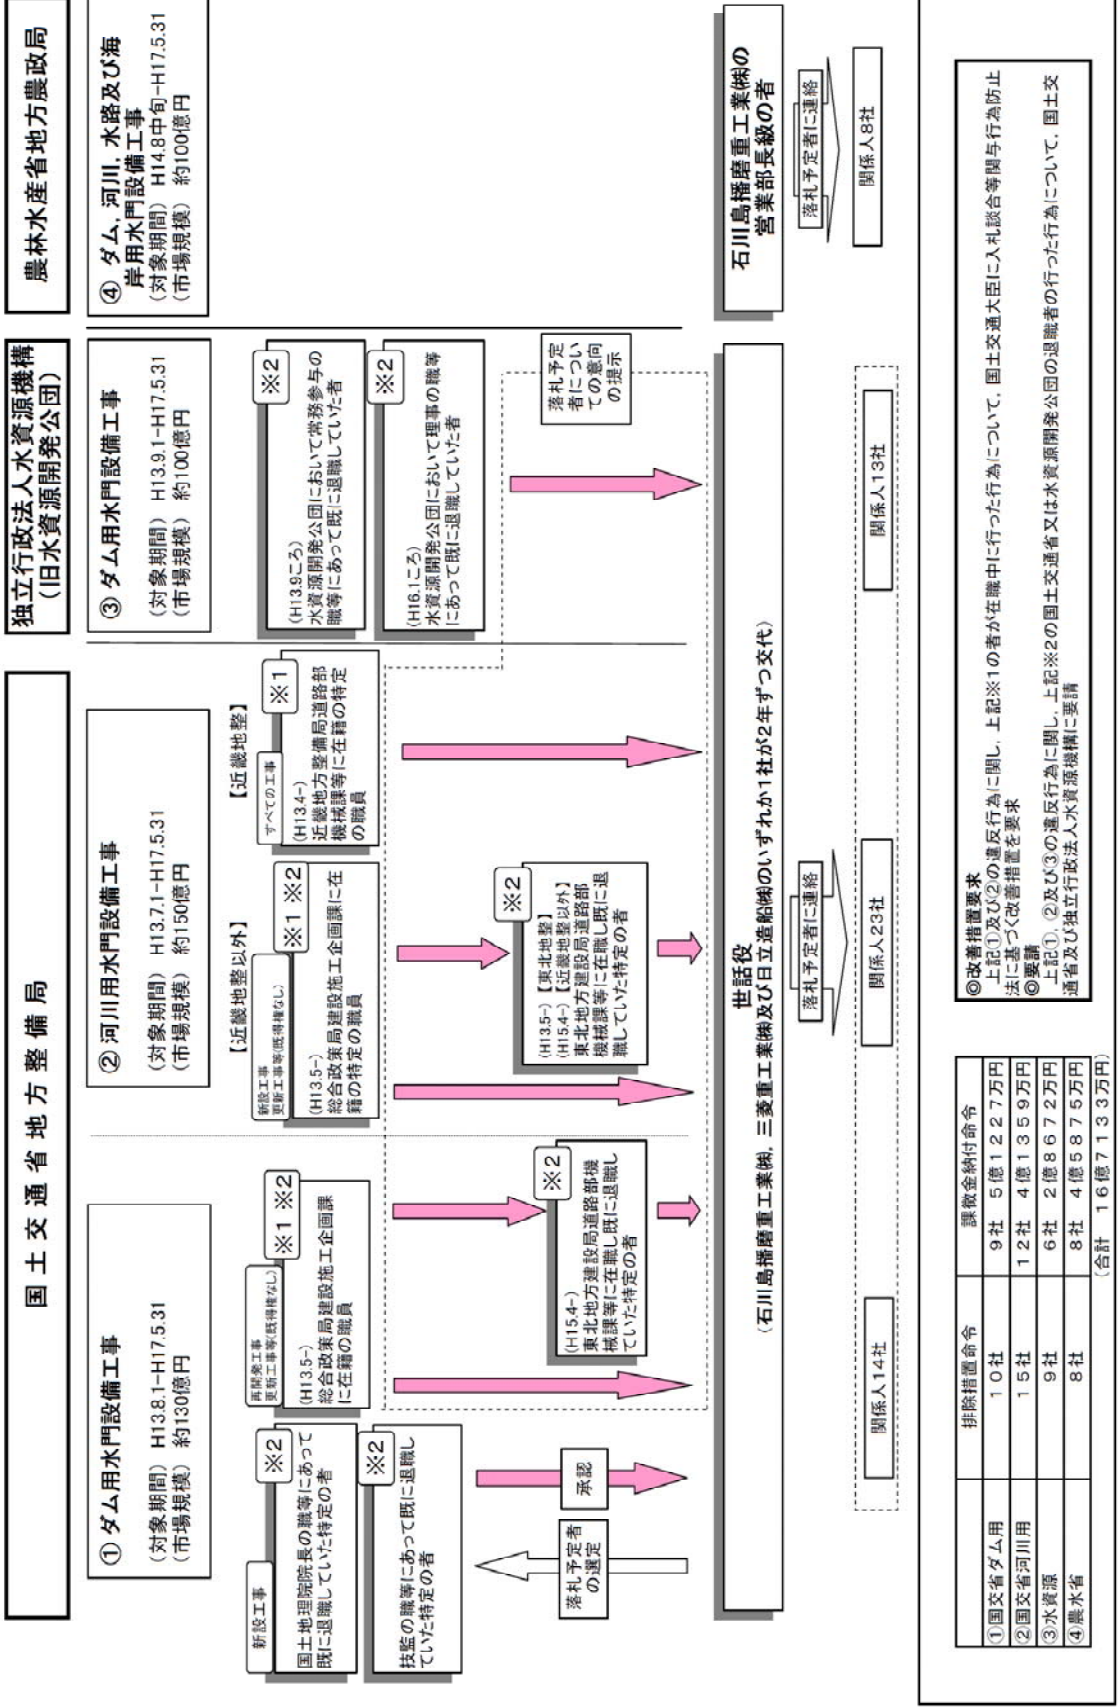 国土交通省地方整備局
独立行政法人水資源機構
(旧水資源開発公団)
農林水産省地方農政局
① ダム用水門設備工事
(対象期間) H13.8.1-H17.5.31
(市場規模) 約130億円
② 河川用水門設備工事
(対象期間) H13.7.1-H17.5.31
(市場規模) 約150億円
③ ダム用水門設備工事
(対象期間) H13.9.1-H17.5.31
(市場規模) 約100億円
④ ダム,河川,水路及び海
岸用水門設備工事
(対象期間) H14.8中旬-H17.5.31
(市場規模) 約100億円
新設工事
※2
国土地理院院長の職等にあって
既に退職していた特定の者
※2
技監の職等にあって既に退職し
ていた特定の者
落札予定者
の選定
承認
再開発工事
更新工事等(既得権なし)
※1 ※2
(H13.5-)
総合政策局建設施工企画課
に在籍の職員
※2
(H15.4-)
東北地方建設局道路部機
械課等に在職し既に退職し
ていた特定の者
【近畿地整以外】
新設工事
更新工事等(既得権なし)
※1 ※2
(H13.5-)
総合政策局建設施工企画課に在
籍の特定の職員
※2
(H13.5-)【東北地整】
(H15.4-)【近畿地整以外】
東北地方建設局道路部
機械課等に在職し既に退
職していた特定の者
【近畿地整】
すべての工事
※1
(H13.4-)
近畿地方整備局道路部
機械課等に在籍の特定
の職員
※2
(H13.9ころ)
水資源開発公団において常務参与の
職等にあって既に退職していた者
※2
(H16.1ころ)
水資源開発公団において理事の職等
にあって既に退職していた者
落札予定
者につい
ての意向
の提示
世話役
(石川島播磨重工業㈱,三菱重工業㈱及び日立造船㈱のいずれか1社が2年ずつ交代)
石川島播磨重工業㈱の
営業部長級の者
落札予定者に連絡
落札予定者に連絡
関係人14社
関係人23社
関係人13社
関係人8社
排除措置命令 課徴金納付命令
①国交省ダム用 10社 9社 5億1227万円
②国交省河川用 15社 12社 4億1359万円
③水資源 9社 6社 2億8672万円
④農水省 8社 8社 4億5875万円
(合計 16億7133万円)
◎改善措置要求
上記①及び②の違反行為に関し,上記※1の者が在職中に行った行為について,国土交通大臣に入札談合等関与行為防止
法に基づく改善措置を要求
◎要請
上記①,②及び③の違反行為に関し,上記※2の国土交通省又は水資源開発公団の退職者の行った行為について,国土交
通省及び独立行政法人水資源機構に要請